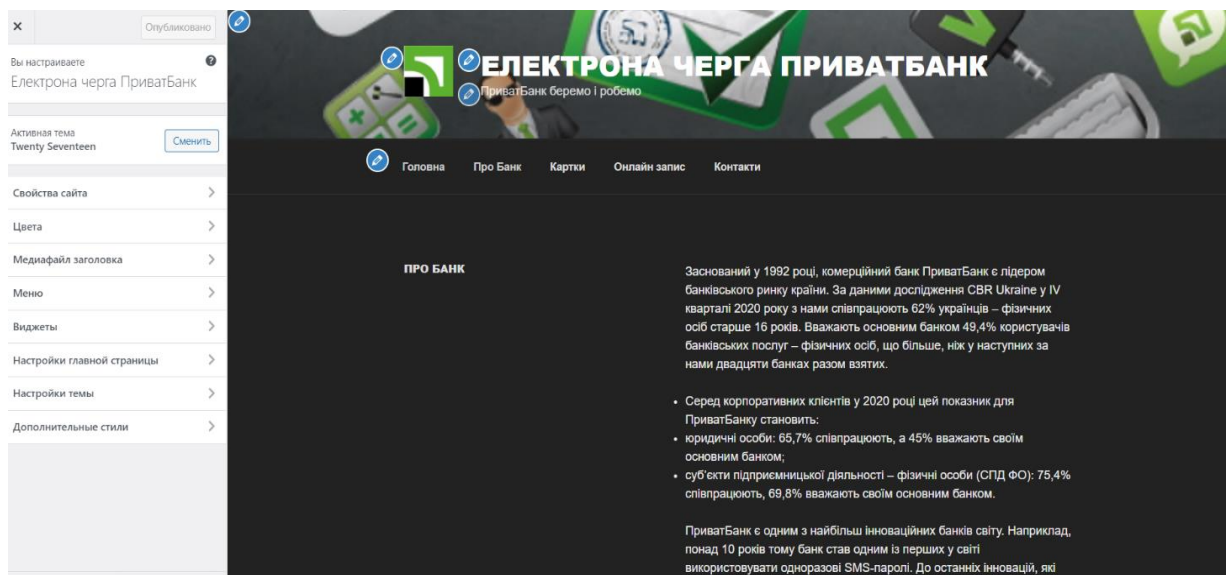 Опубликовано
Вы настраиваете
Електрона черга ПриватБанк
Активная тема
Twenty Seventeen
Сменить
Свойства сайта
Цвета
Медиафайл заголовка
Меню
Виджеты
Настройки главной страницы
Настройки темы
Дополнительные стили
ЕЛЕКТРОНА ЧЕРГА ПРИВАТБАНК
ПриватБанк беремо і робемо
Головна Про Банк Картки Онлайн запис Контакти
ПРО БАНК
Заснований у 1992 році, комерційний банк ПриватБанк є лідером
банківського ринку країни. За даними дослідження CBR Ukraine у IV
кварталі 2020 року з нами співпрацюють 62% українців – фізичних
осіб старше 16 років. Вважають основним банком 49,4% користувачів
банківських послуг – фізичних осіб, що більше, ніж у наступних за
нами двадцяти банках разом взятих.
• Серед корпоративних клієнтів у 2020 році цей показник для
ПриватБанку становить:
• юридичні особи: 65,7% співпрацюють, а 45% вважають своїм
основним банком;
• суб'єкти підприємницької діяльності – фізичні особи (СПД ФО): 75,4%
співпрацюють, 69,8% вважають своїм основним банком.
ПриватБанк є одним з найбільш інноваційних банків світу. Наприклад,
понад 10 років тому банк став одним із перших у світі
використовувати одноразові SMS-паролі. До останніх інновацій, які